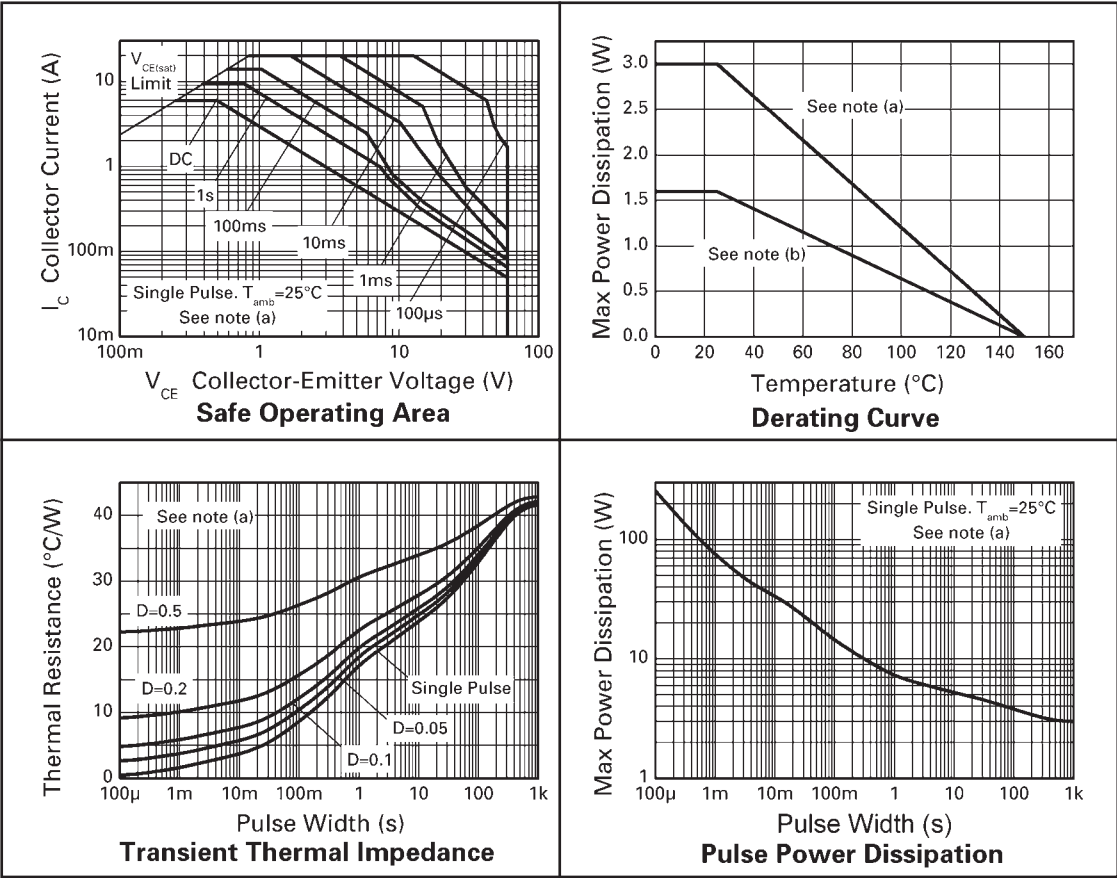 I_C Collector Current (A)
V_CE(sat)
Limit
10
1
100m
10m
DC
1s
100ms
10ms
1ms
100µs
Single Pulse. T_amb=25°C
See note (a)
100m 1 10 100
V_CE Collector-Emitter Voltage (V)
Safe Operating Area
Max Power Dissipation (W)
3.0
2.5
2.0
1.5
1.0
0.5
0.0
See note (a)
See note (b)
0 20 40 60 80 100 120 140 160
Temperature (°C)
Derating Curve
Thermal Resistance (°C/W)
40
30
20
10
0
See note (a)
D=0.5
D=0.2
Single Pulse
D=0.05
D=0.1
100µ 1m 10m 100m 1 10 100 1k
Pulse Width (s)
Transient Thermal Impedance
Max Power Dissipation (W)
100
10
1
Single Pulse. T_amb=25°C
See note (a)
100µ 1m 10m 100m 1 10 100 1k
Pulse Width (s)
Pulse Power Dissipation